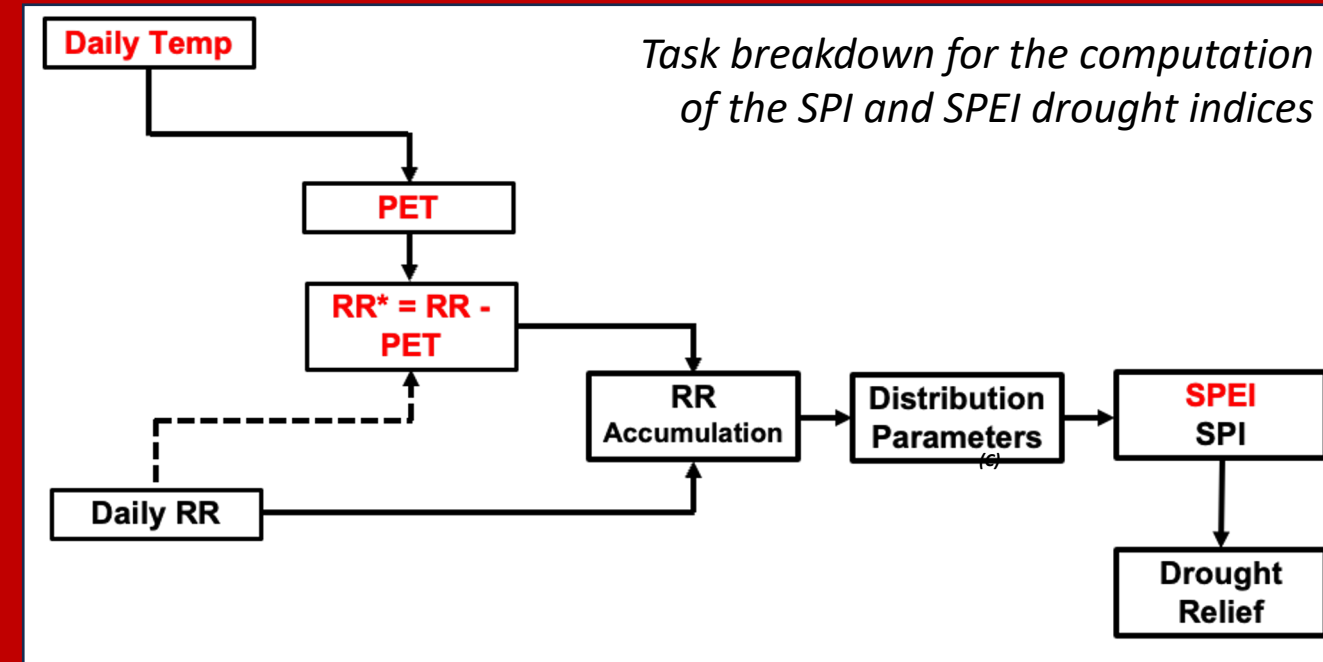 Daily Temp
Task breakdown for the computation
of the SPI and SPEI drought indices
PET
RR* = RR -
PET
RR
Accumulation
Distribution
Parameters
(c)
SPEI
SPI
Daily RR
Drought
Relief